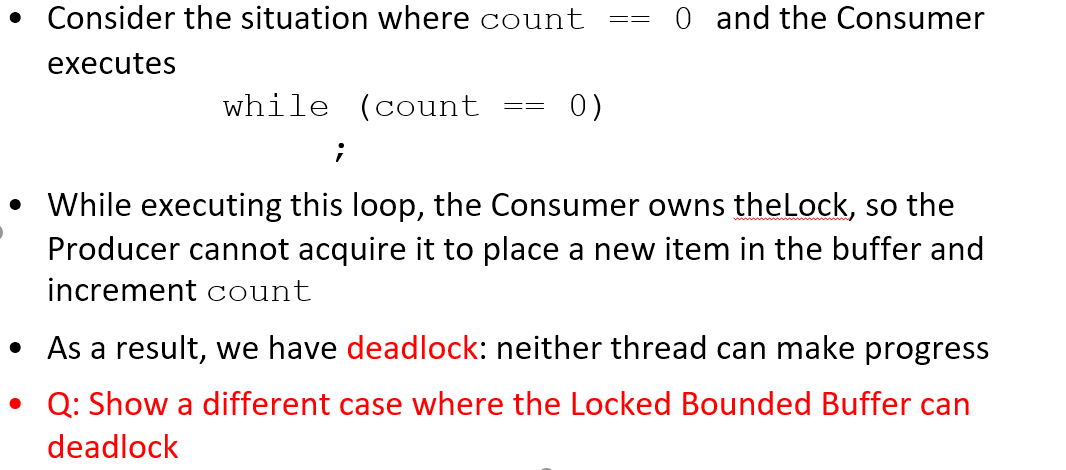 • Consider the situation where count == 0 and the Consumer
executes
while (count == 0)
;
• While executing this loop, the Consumer owns theLock, so the
Producer cannot acquire it to place a new item in the buffer and
increment count
• As a result, we have deadlock: neither thread can make progress
• Q: Show a different case where the Locked Bounded Buffer can
deadlock